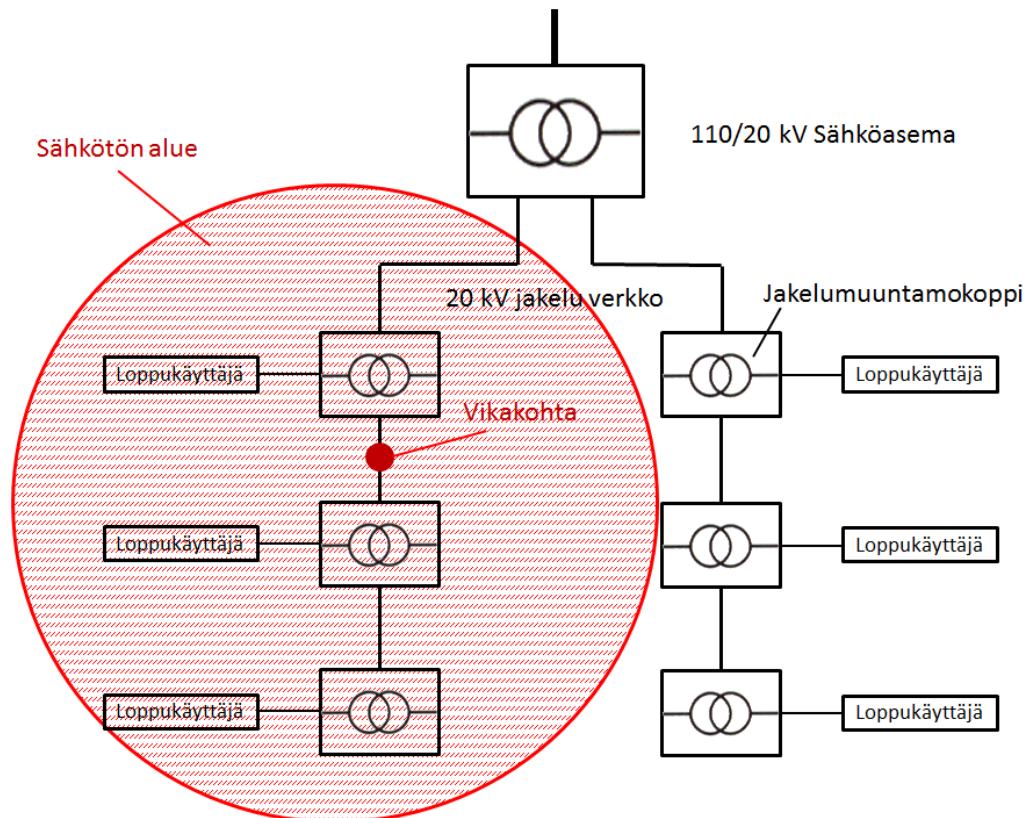 110/20 kV Sähköasema
Sähkötön alue
20 kV jakelu verkko
Jakelumuuntamokoppi
Loppukäyttäjä
Loppukäyttäjä
Vikakohta
Loppukäyttäjä
Loppukäyttäjä
Loppukäyttäjä
Loppukäyttäjä